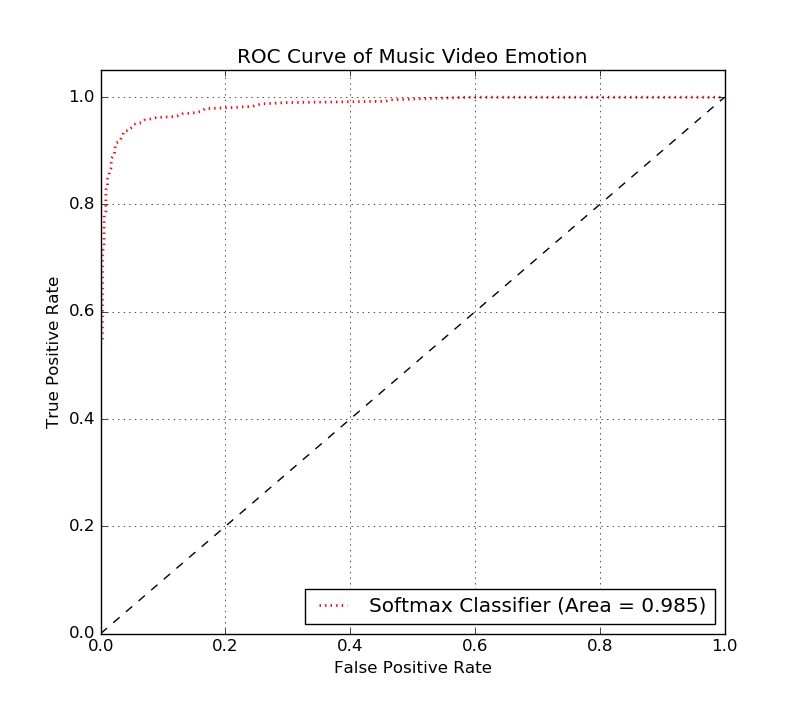 ROC Curve of Music Video Emotion
1.0
0.8
0.6
0.4
0.2
0.0
True Positive Rate
Softmax Classifier (Area = 0.985)
0.0 0.2 0.4 0.6 0.8 1.0
False Positive Rate